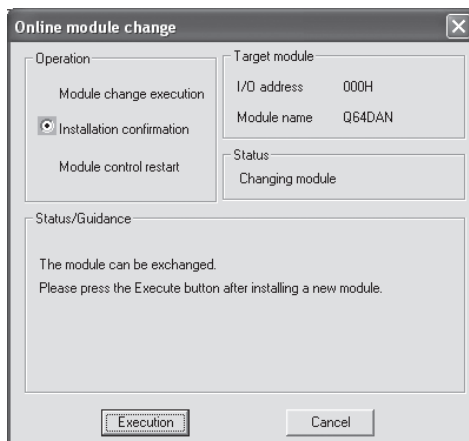 Online module change
Operation
Module change execution
Installation confirmation
Module control restart
Target module
I/O address 000H
Module name Q64DAN
Status
Changing module
Status/Guidance
The module can be exchanged.
Please press the Execute button after installing a new module.
Execution
Cancel